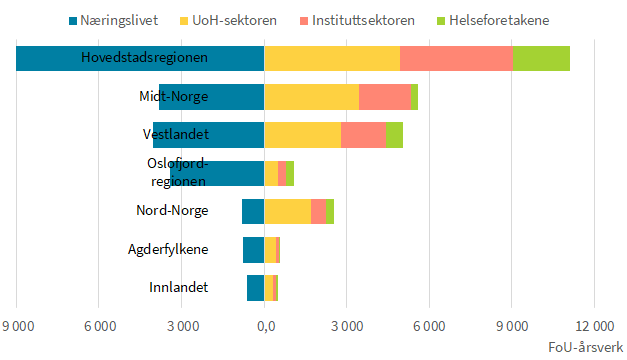 Næringslivet UoH-sektoren Instituttsektoren Helseforetakene
Hovedstadsregionen
Midt-Norge
Vestlandet
Oslofjord-
regionen
Nord-Norge
Agderfylkene
Innlandet
9 000 6 000 3 000 0,0 3 000 6 000 9 000 12 000
FoU-årsverk